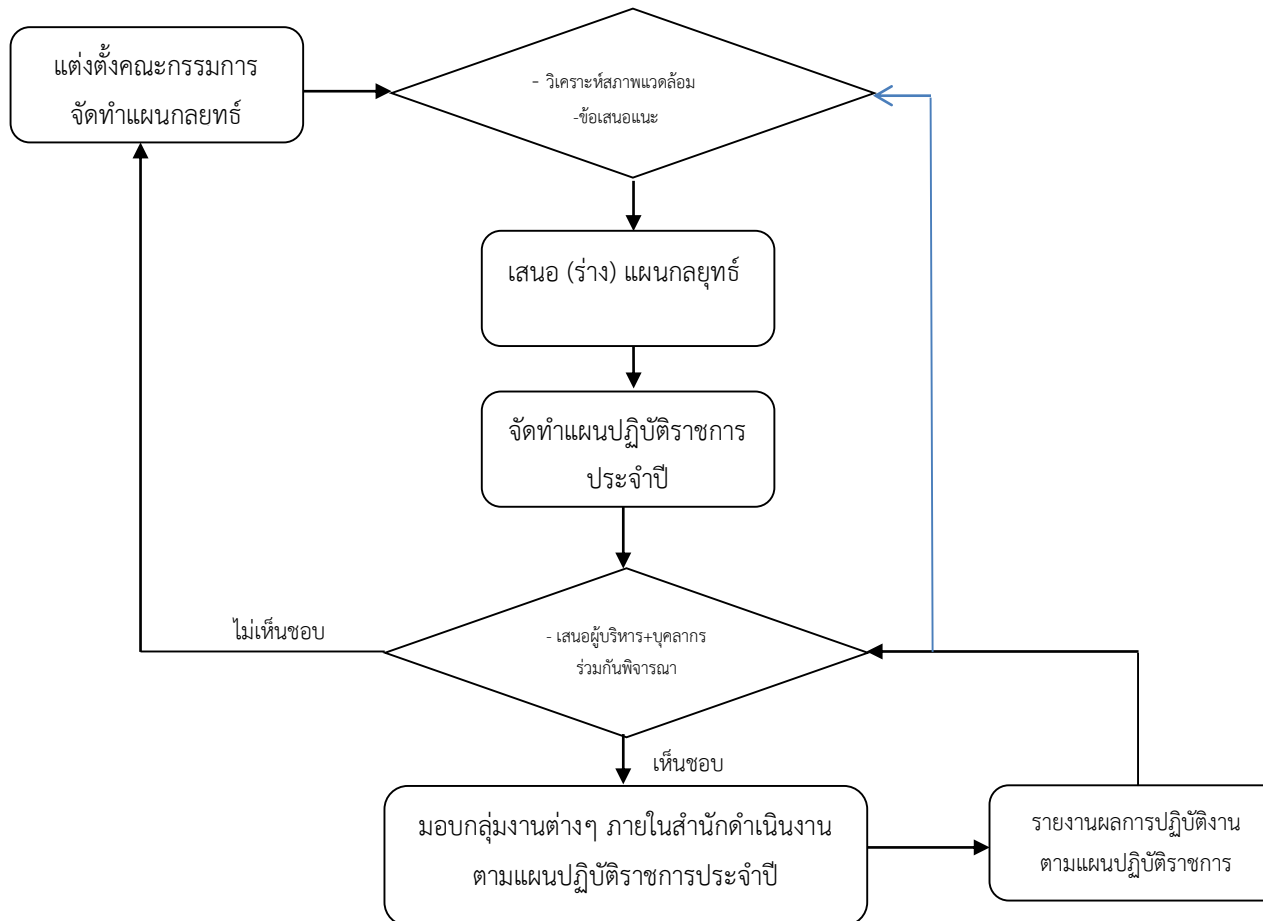 แต่งตั้งคณะกรรมการ
จัดทำแผนกลยทธ์
- วิเคราะห์สภาพแวดล้อม
-ข้อเสนอแนะ
เสนอ (ร่าง) แผนกลยุทธ์
จัดทำแผนปฏิบัติราชการ
ประจำปี
ไม่เห็นชอบ
- เสนอผู้บริหาร+บุคลากร
ร่วมกันพิจารณา
เห็นชอบ
มอบกลุ่มงานต่างๆ ภายในสำนักดำเนินงาน
ตามแผนปฏิบัติราชการประจำปี
รายงานผลการปฏิบัติงาน
ตามแผนปฏิบัติราชการ